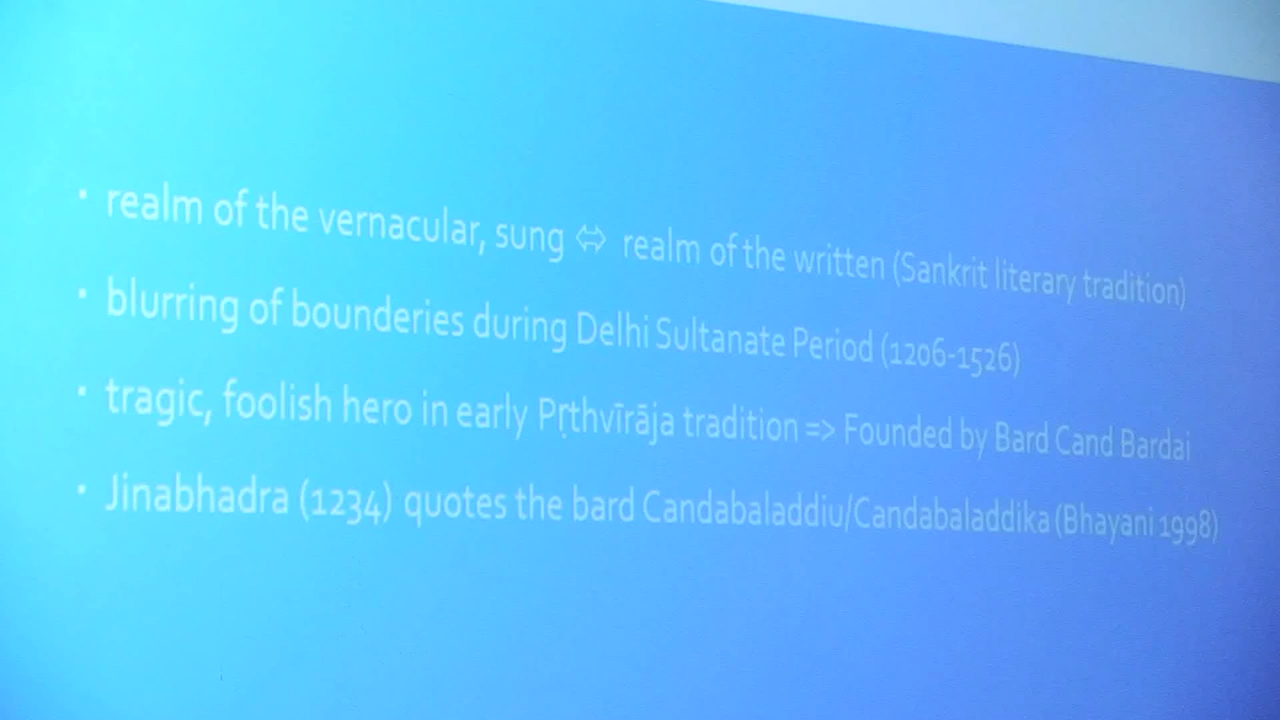 • realm of the vernacular, sung ⬄ realm of the written (Sankrit literary tradition)
• blurring of bounderies during Delhi Sultanate Period (1206-1526)
• tragic, foolish hero in early Pṛthvīrāja tradition => Founded by Bard Cand Bardai
• Jinabhadra (1234) quotes the bard Candabaladdiu/Candabaladdika (Bhayani 1998)